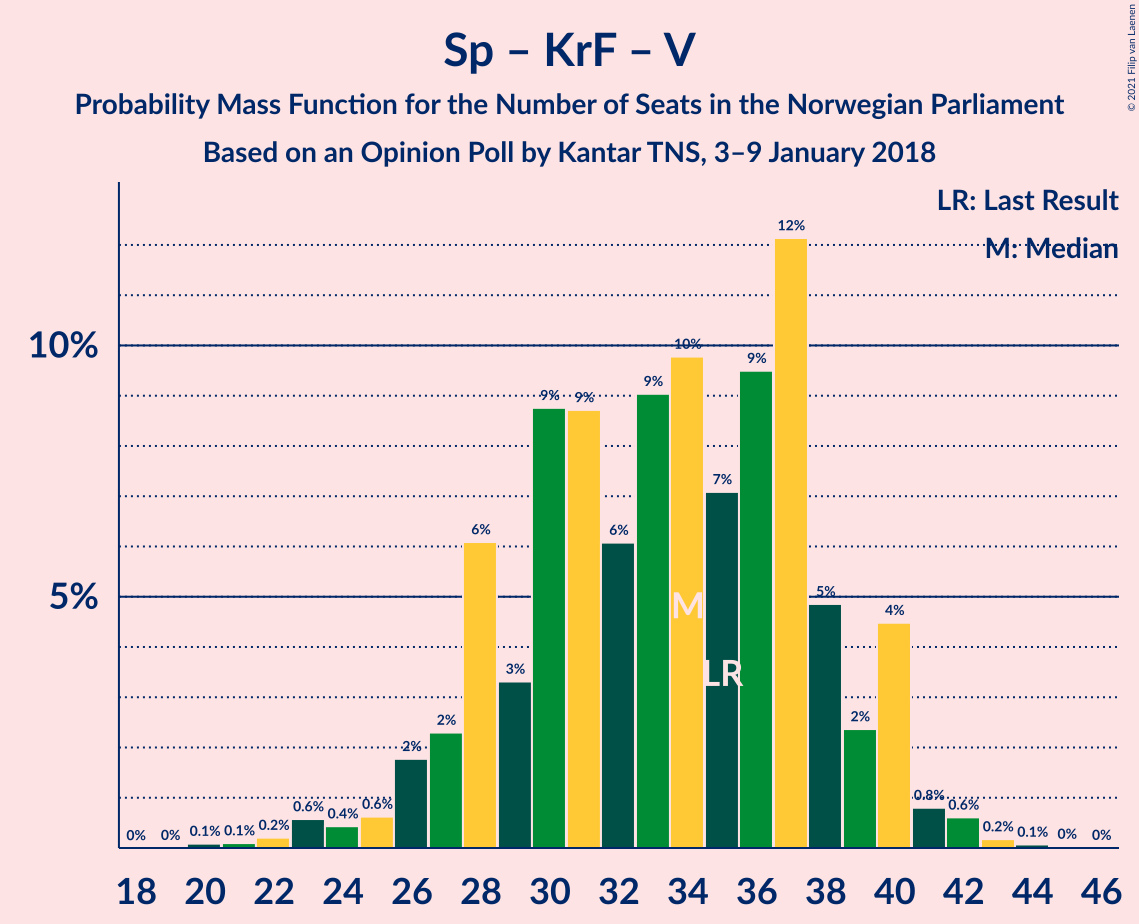 © 2021 Filip van Laenen
Sp – KrF – V
Probability Mass Function for the Number of Seats in the Norwegian Parliament
Based on an Opinion Poll by Kantar TNS, 3–9 January 2018
LR: Last Result
M: Median
10%
5%
0% 0% 0.1% 0.1% 0.2% 0.6% 0.4% 0.6% 2% 2% 6% 3% 9% 9% 6% 9% 10% 7% 9% 12% 5% 2% 4% 0.8% 0.6% 0.2% 0.1% 0% 0%
M
LR
18 20 22 24 26 28 30 32 34 36 38 40 42 44 46